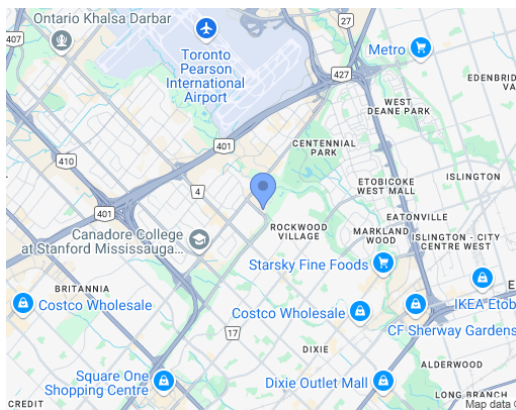 Ontario Khalsa Darbar
407
27
Metro
Toronto
Pearson
International
Airport
427
EDENBRID
VA
WEST
DEANE PARK
CENTENNIAL
PARK
401
410
4
ETOBICOKE
WEST MALL
ISLINGTON
401
EATONVILLE
Canadore College
at Stanford Mississauga...
ROCKWOOD
VILLAGE
MARKLAND
WOOD
ISLINGTON - CITY
CENTRE WEST
Starsky Fine Foods
BRITANNIA
Costco Wholesale
Costco Wholesale
IKEA Etob
CF Sherway Gardens
17
DIXIE
ALDERWOOD
Square One
Shopping Centre
Dixie Outlet Mall
LONG BRANCH
CREDIT
Map data